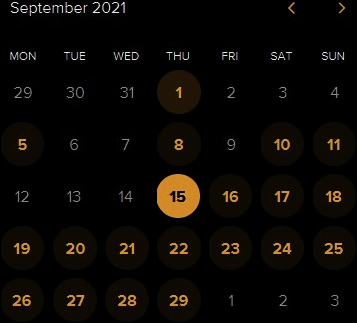 September 2021
MON TUE WED THU FRI SAT SUN
29 30 31 1 2 3 4
5 6 7 8 9 10 11
12 13 14 15 16 17 18
19 20 21 22 23 24 25
26 27 28 29 1 2 3